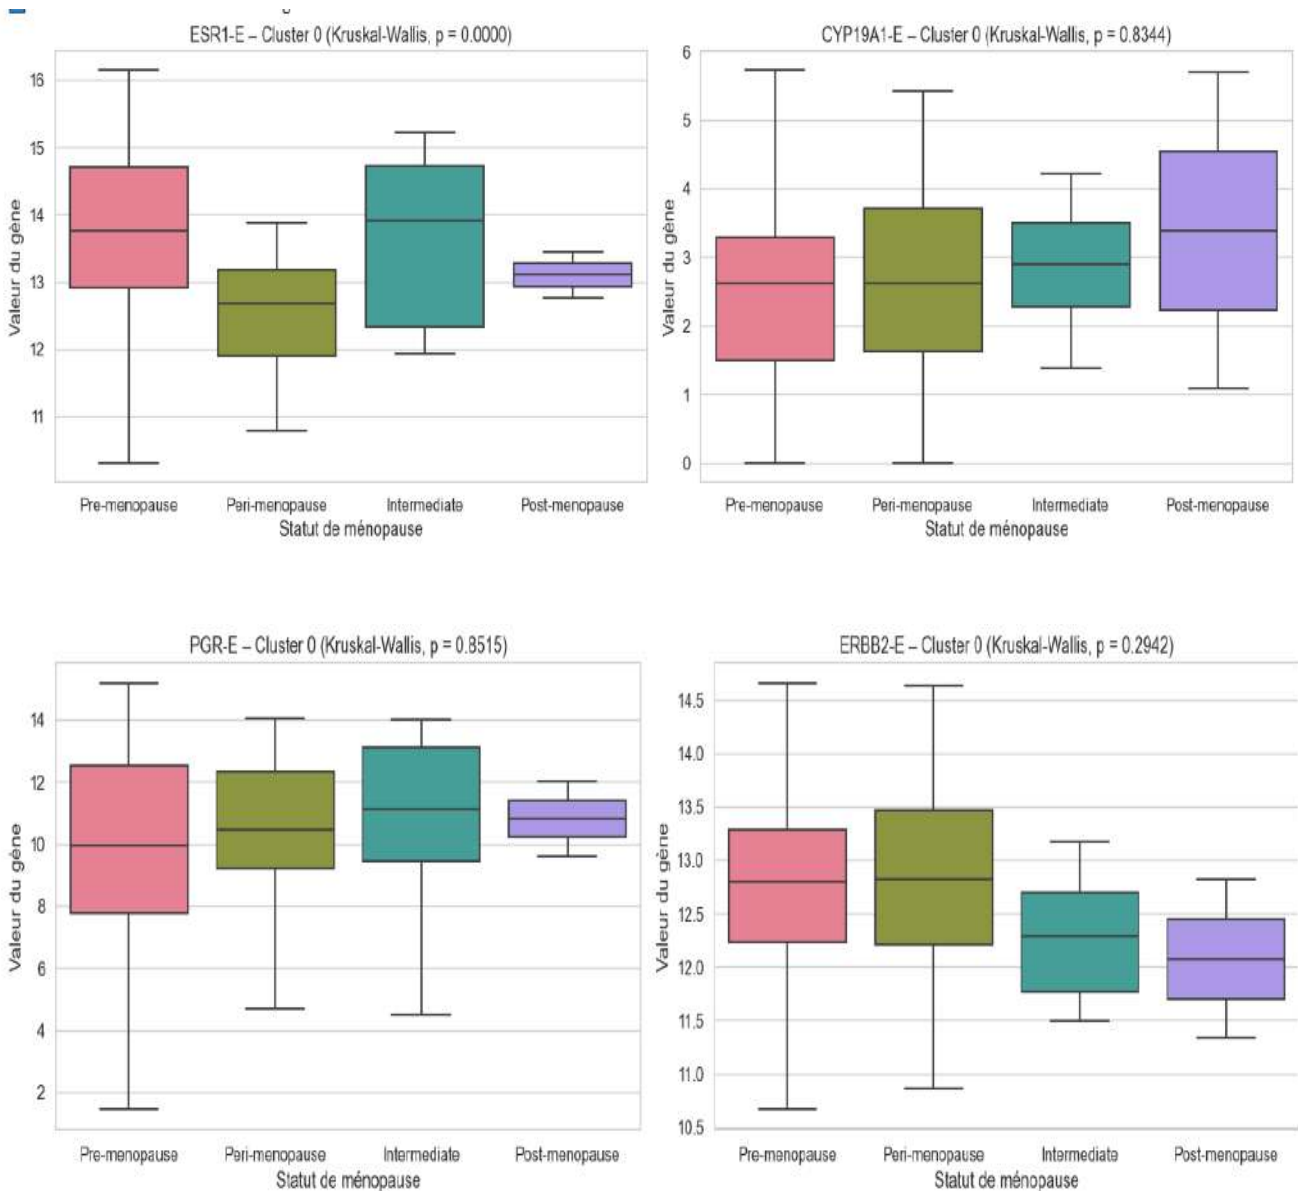 ESR1-E – Cluster 0 (Kruskal-Wallis, p = 0.0000)
Valeur du gène
16
15
14
13
12
11
Pre-menopause Peri-menopause Intermediate Post-menopause
Statut de ménopause
CYP19A1-E – Cluster 0 (Kruskal-Wallis, p = 0.8344)
Valeur du gène
6
5
4
3
2
1
0
Pre-menopause Peri-menopause Intermediate Post-menopause
Statut de ménopause
PGR-E – Cluster 0 (Kruskal-Wallis, p = 0.8515)
Valeur du gène
14
12
10
8
6
4
2
Pre-menopause Peri-menopause Intermediate Post-menopause
Statut de ménopause
ERBB2-E – Cluster 0 (Kruskal-Wallis, p = 0.2942)
Valeur du gène
14.5
14.0
13.5
13.0
12.5
12.0
11.5
11.0
10.5
Pre-menopause Peri-menopause Intermediate Post-menopause
Statut de ménopause